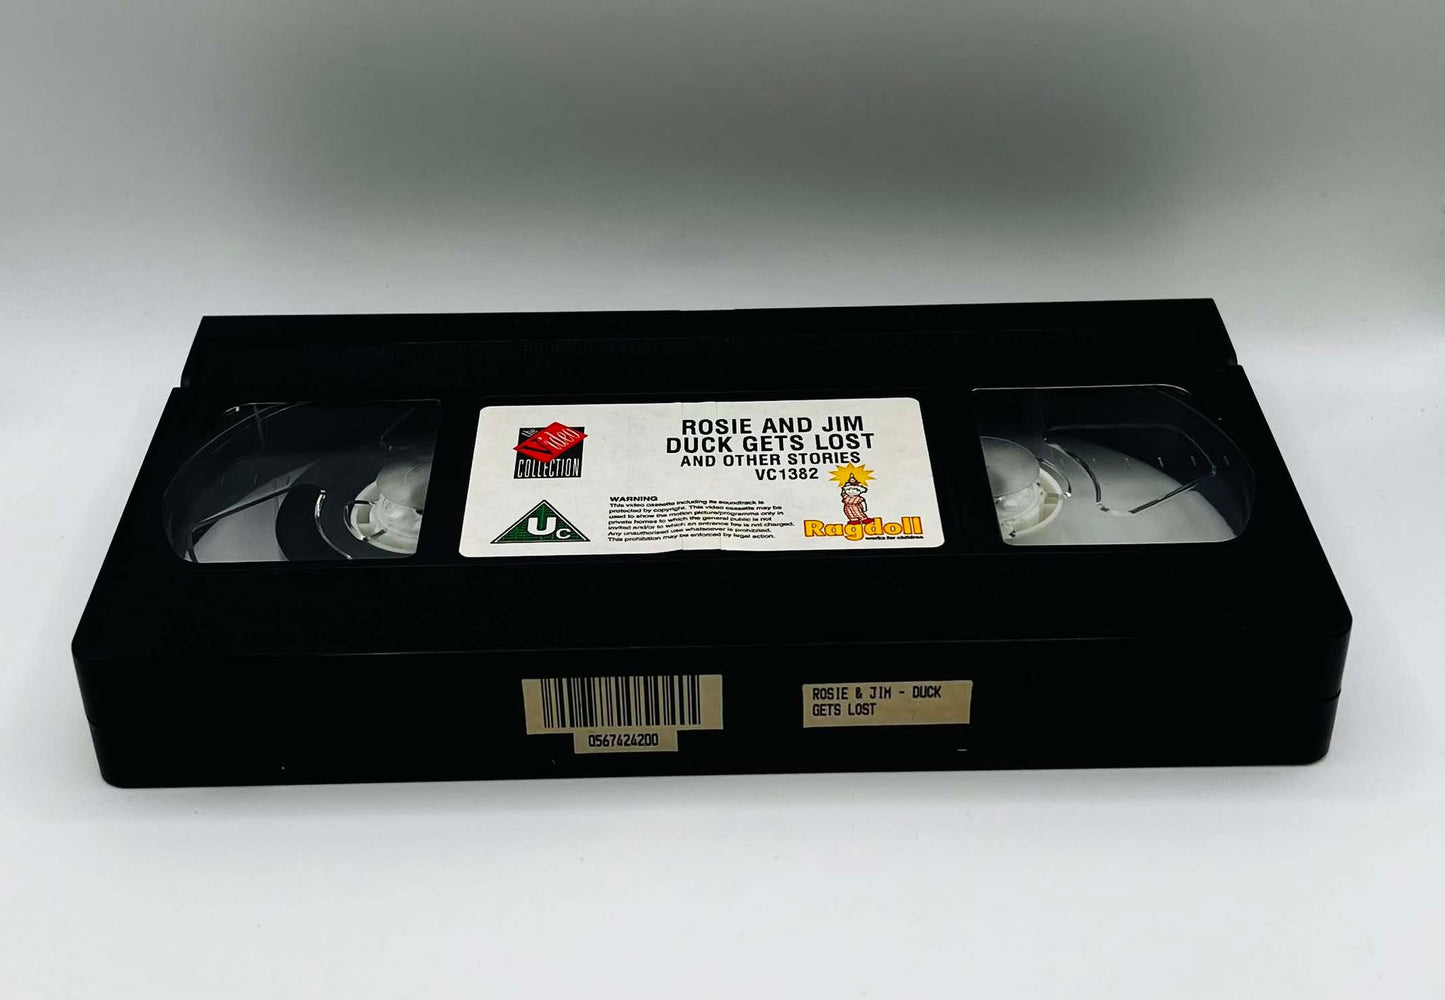 The
Video
COLLECTION
ROSIE AND JIM
DUCK GETS LOST
AND OTHER STORIES
VC1382
Uc
WARNING
This video cassette including its soundtrack is
protected by copyright. This video cassette may be
used to show the motion picture/programme only in
private homes to which the general public is not
invited and/or to which an entrance fee is not charged.
Any unauthorised use whatsoever is prohibited.
This prohibition may be enforced by legal action.
Ragdoll
works for children
0567424200
ROSIE & JIM - DUCK
GETS LOST